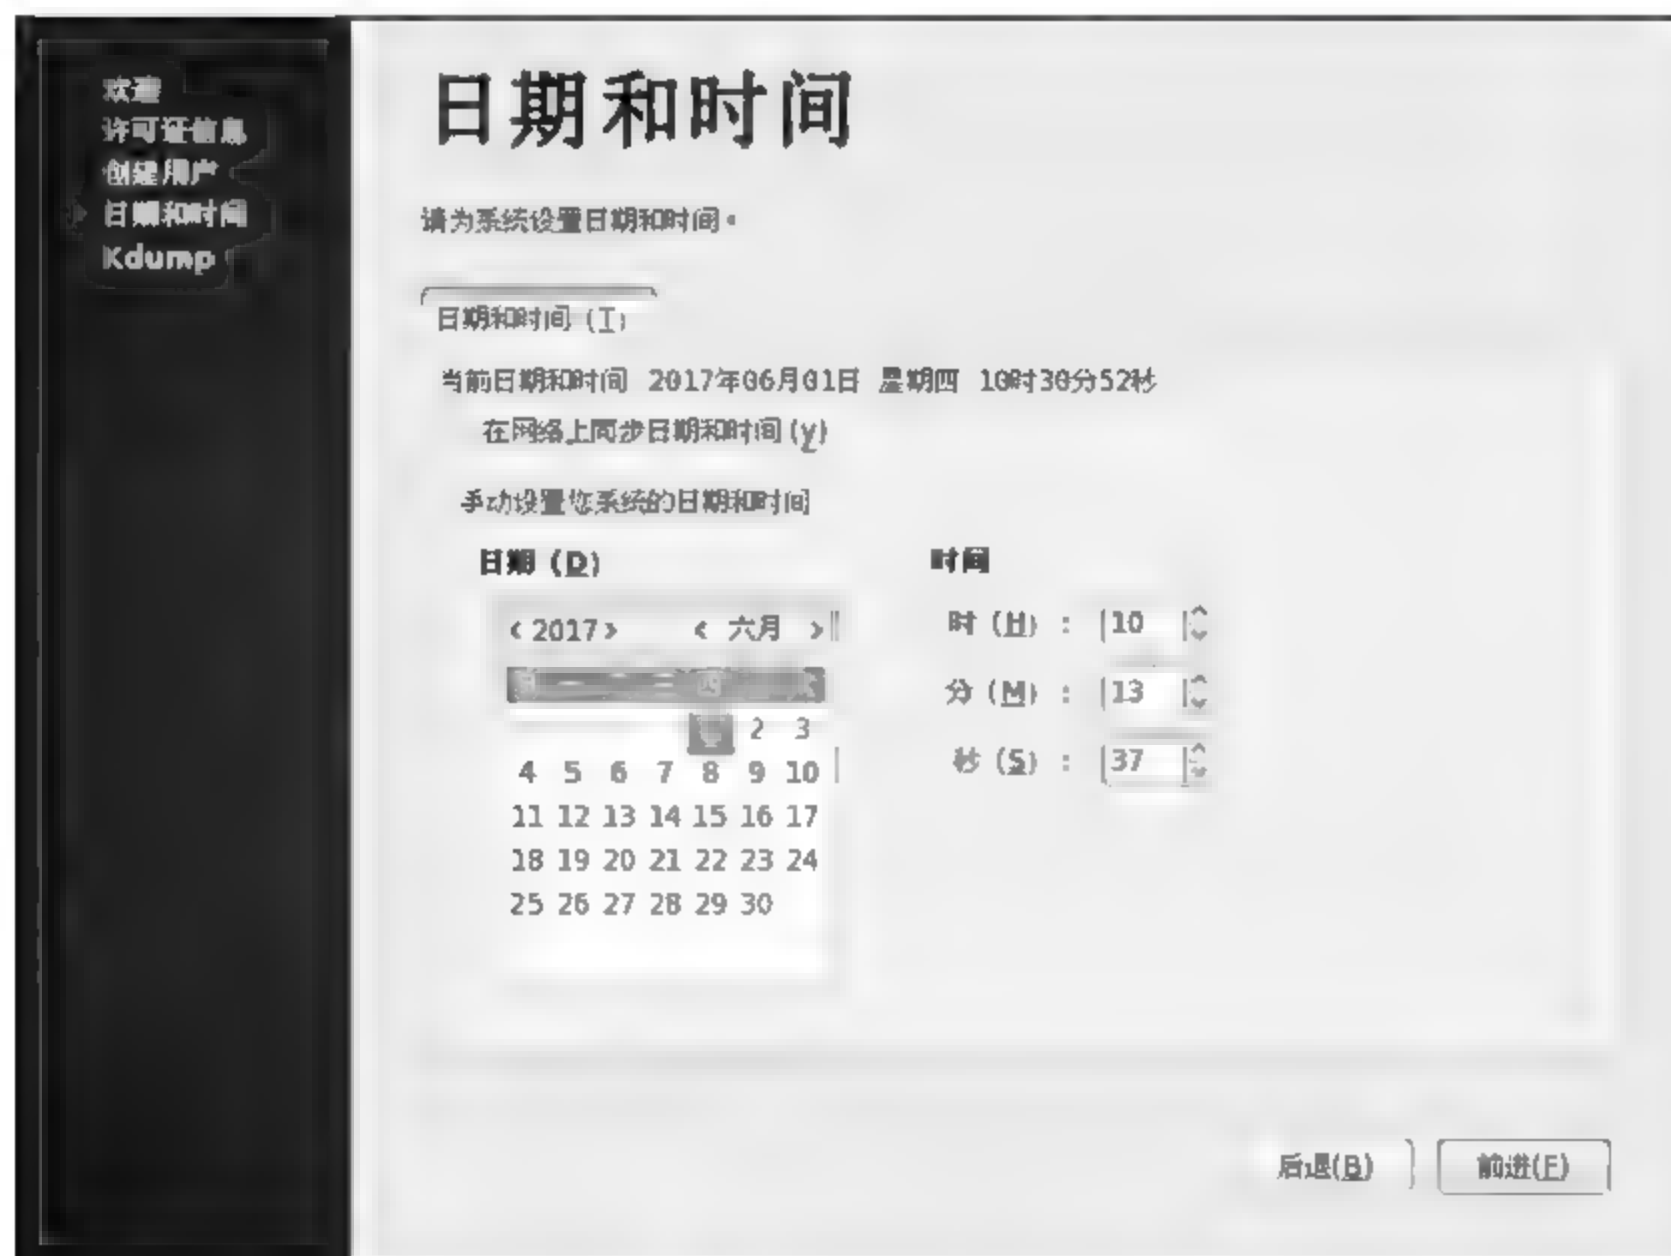 欢迎
许可证信息
创建用户
日期和时间
Kdump
日期和时间
请为系统设置日期和时间。
日期和时间 (T)
当前日期和时间 2017年06月01日 星期四 10时30分52秒
在网络上同步日期和时间(y)
手动设置您系统的日期和时间
日期 (D)
时间
< 2017 > < 六月 >
时 (H) : 10
分 (M) : 13
秒 (S) : 37
四
2 3
4 5 6 7 8 9 10
11 12 13 14 15 16 17
18 19 20 21 22 23 24
25 26 27 28 29 30
后退(B)
前进(F)